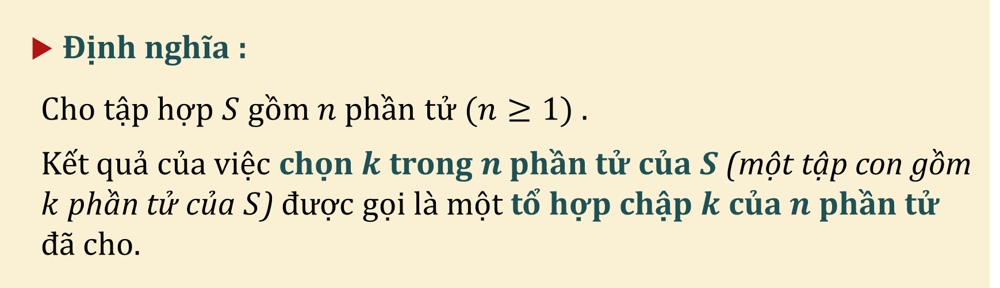 Định nghĩa :
Cho tập hợp S gồm n phần tử (n ≥ 1) .
Kết quả của việc chọn k trong n phần tử của S (một tập con gồm
k phần tử của S) được gọi là một tổ hợp chập k của n phần tử
đã cho.